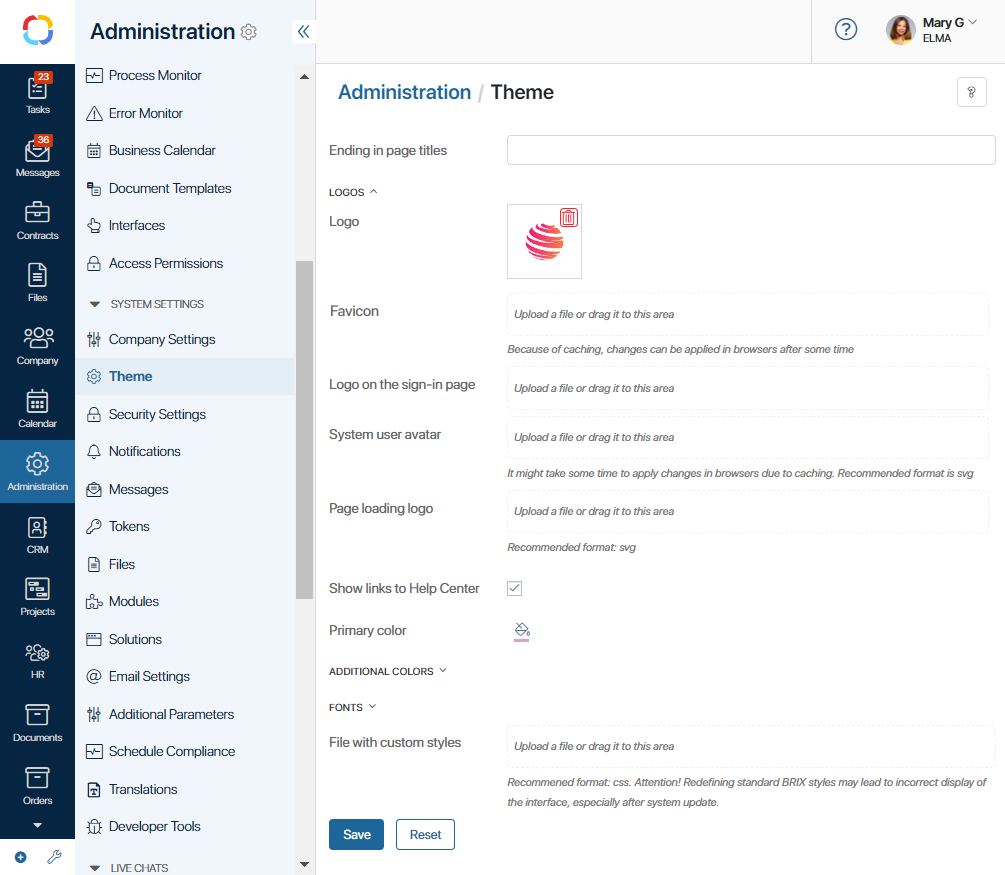 23
Tasks
36
Messages
Contracts
Files
Company
Calendar
Administration
CRM
Projects
HR
Documents
Orders
Administration
Process Monitor
Error Monitor
Business Calendar
Document Templates
Interfaces
Access Permissions
SYSTEM SETTINGS
Company Settings
Theme
Security Settings
Notifications
Messages
Tokens
Files
Modules
Solutions
Email Settings
Additional Parameters
Schedule Compliance
Translations
Developer Tools
LIVE CHATS
?
Mary G
ELMA
Administration / Theme
?
Ending in page titles
LOGOS
Logo
Favicon
Upload a file or drag it to this area
Because of caching, changes can be applied in browsers after some time
Logo on the sign-in page
Upload a file or drag it to this area
System user avatar
Upload a file or drag it to this area
It might take some time to apply changes in browsers due to caching. Recommended format is svg
Page loading logo
Upload a file or drag it to this area
Recommended format: svg
Show links to Help Center
Primary color
ADDITIONAL COLORS
FONTS
File with custom styles
Upload a file or drag it to this area
Recommened format: css. Attention! Redefining standard BRIX styles may lead to incorrect display of
the interface, especially after system update.
Save
Reset